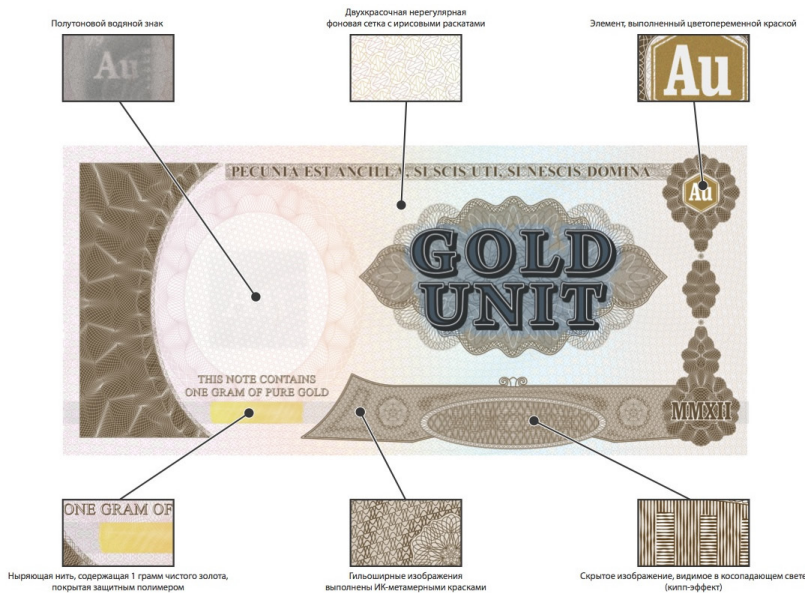 Полутоновой водяной знак
Двухкрасочная нерегулярная
фоновая сетка с ирисовыми раскатами
Элемент, выполненный цветопеременной краской
Au
Au
PECUNIA EST ANCILLA, SI SCIS UTI, SI NESCIS DOMINA
Au
GOLD
UNIT
THIS NOTE CONTAINS
ONE GRAM OF PURE GOLD
MMXII
ONE GRAM OF
Ныряющая нить, содержащая 1 грамм чистого золота,
покрытая защитным полимером
Гильоширные изображения
выполнены ИК-метамерными красками
Скрытое изображение, видимое в косопадающем свете
(кипп-эффект)